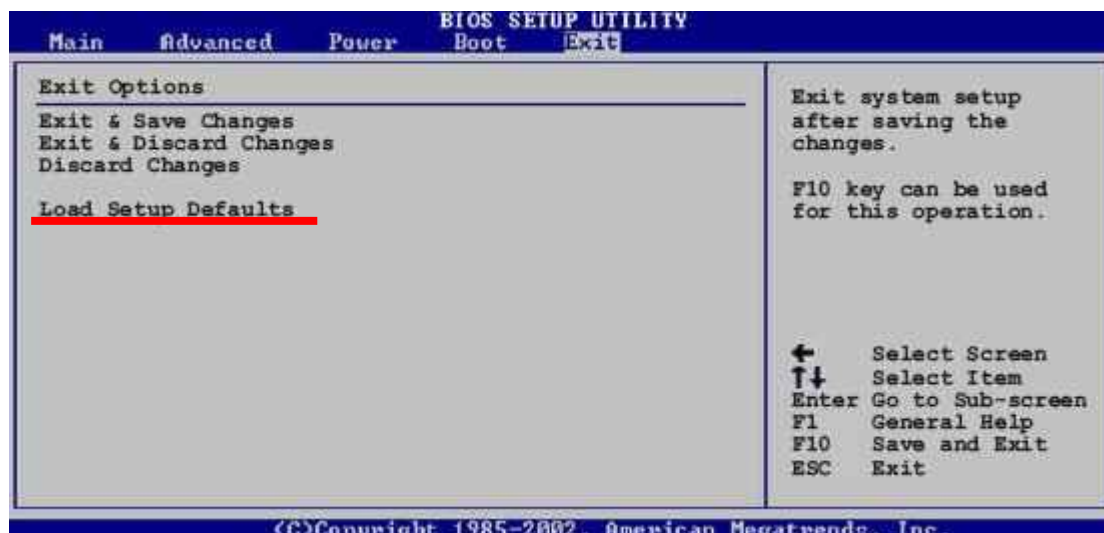 BIOS SETUP UTILITY
Main Advanced Power Boot Exit
Exit Options
Exit & Save Changes
Exit & Discard Changes
Discard Changes
Load Setup Defaults
Exit system setup
after saving the
changes.
F10 key can be used
for this operation.
← Select Screen
↑↓ Select Item
Enter Go to Sub-screen
F1 General Help
F10 Save and Exit
ESC Exit
(C)Copyright 1985-2002, American Megatrends, Inc.